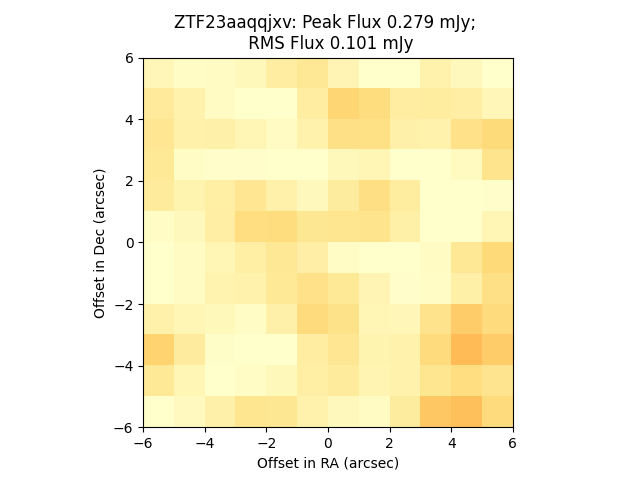 ZTF23aaqqjxv: Peak Flux 0.279 mJy;
RMS Flux 0.101 mJy
6
4
2
0
−2
−4
−6
Offset in Dec (arcsec)
−6 −4 −2 0 2 4 6
Offset in RA (arcsec)